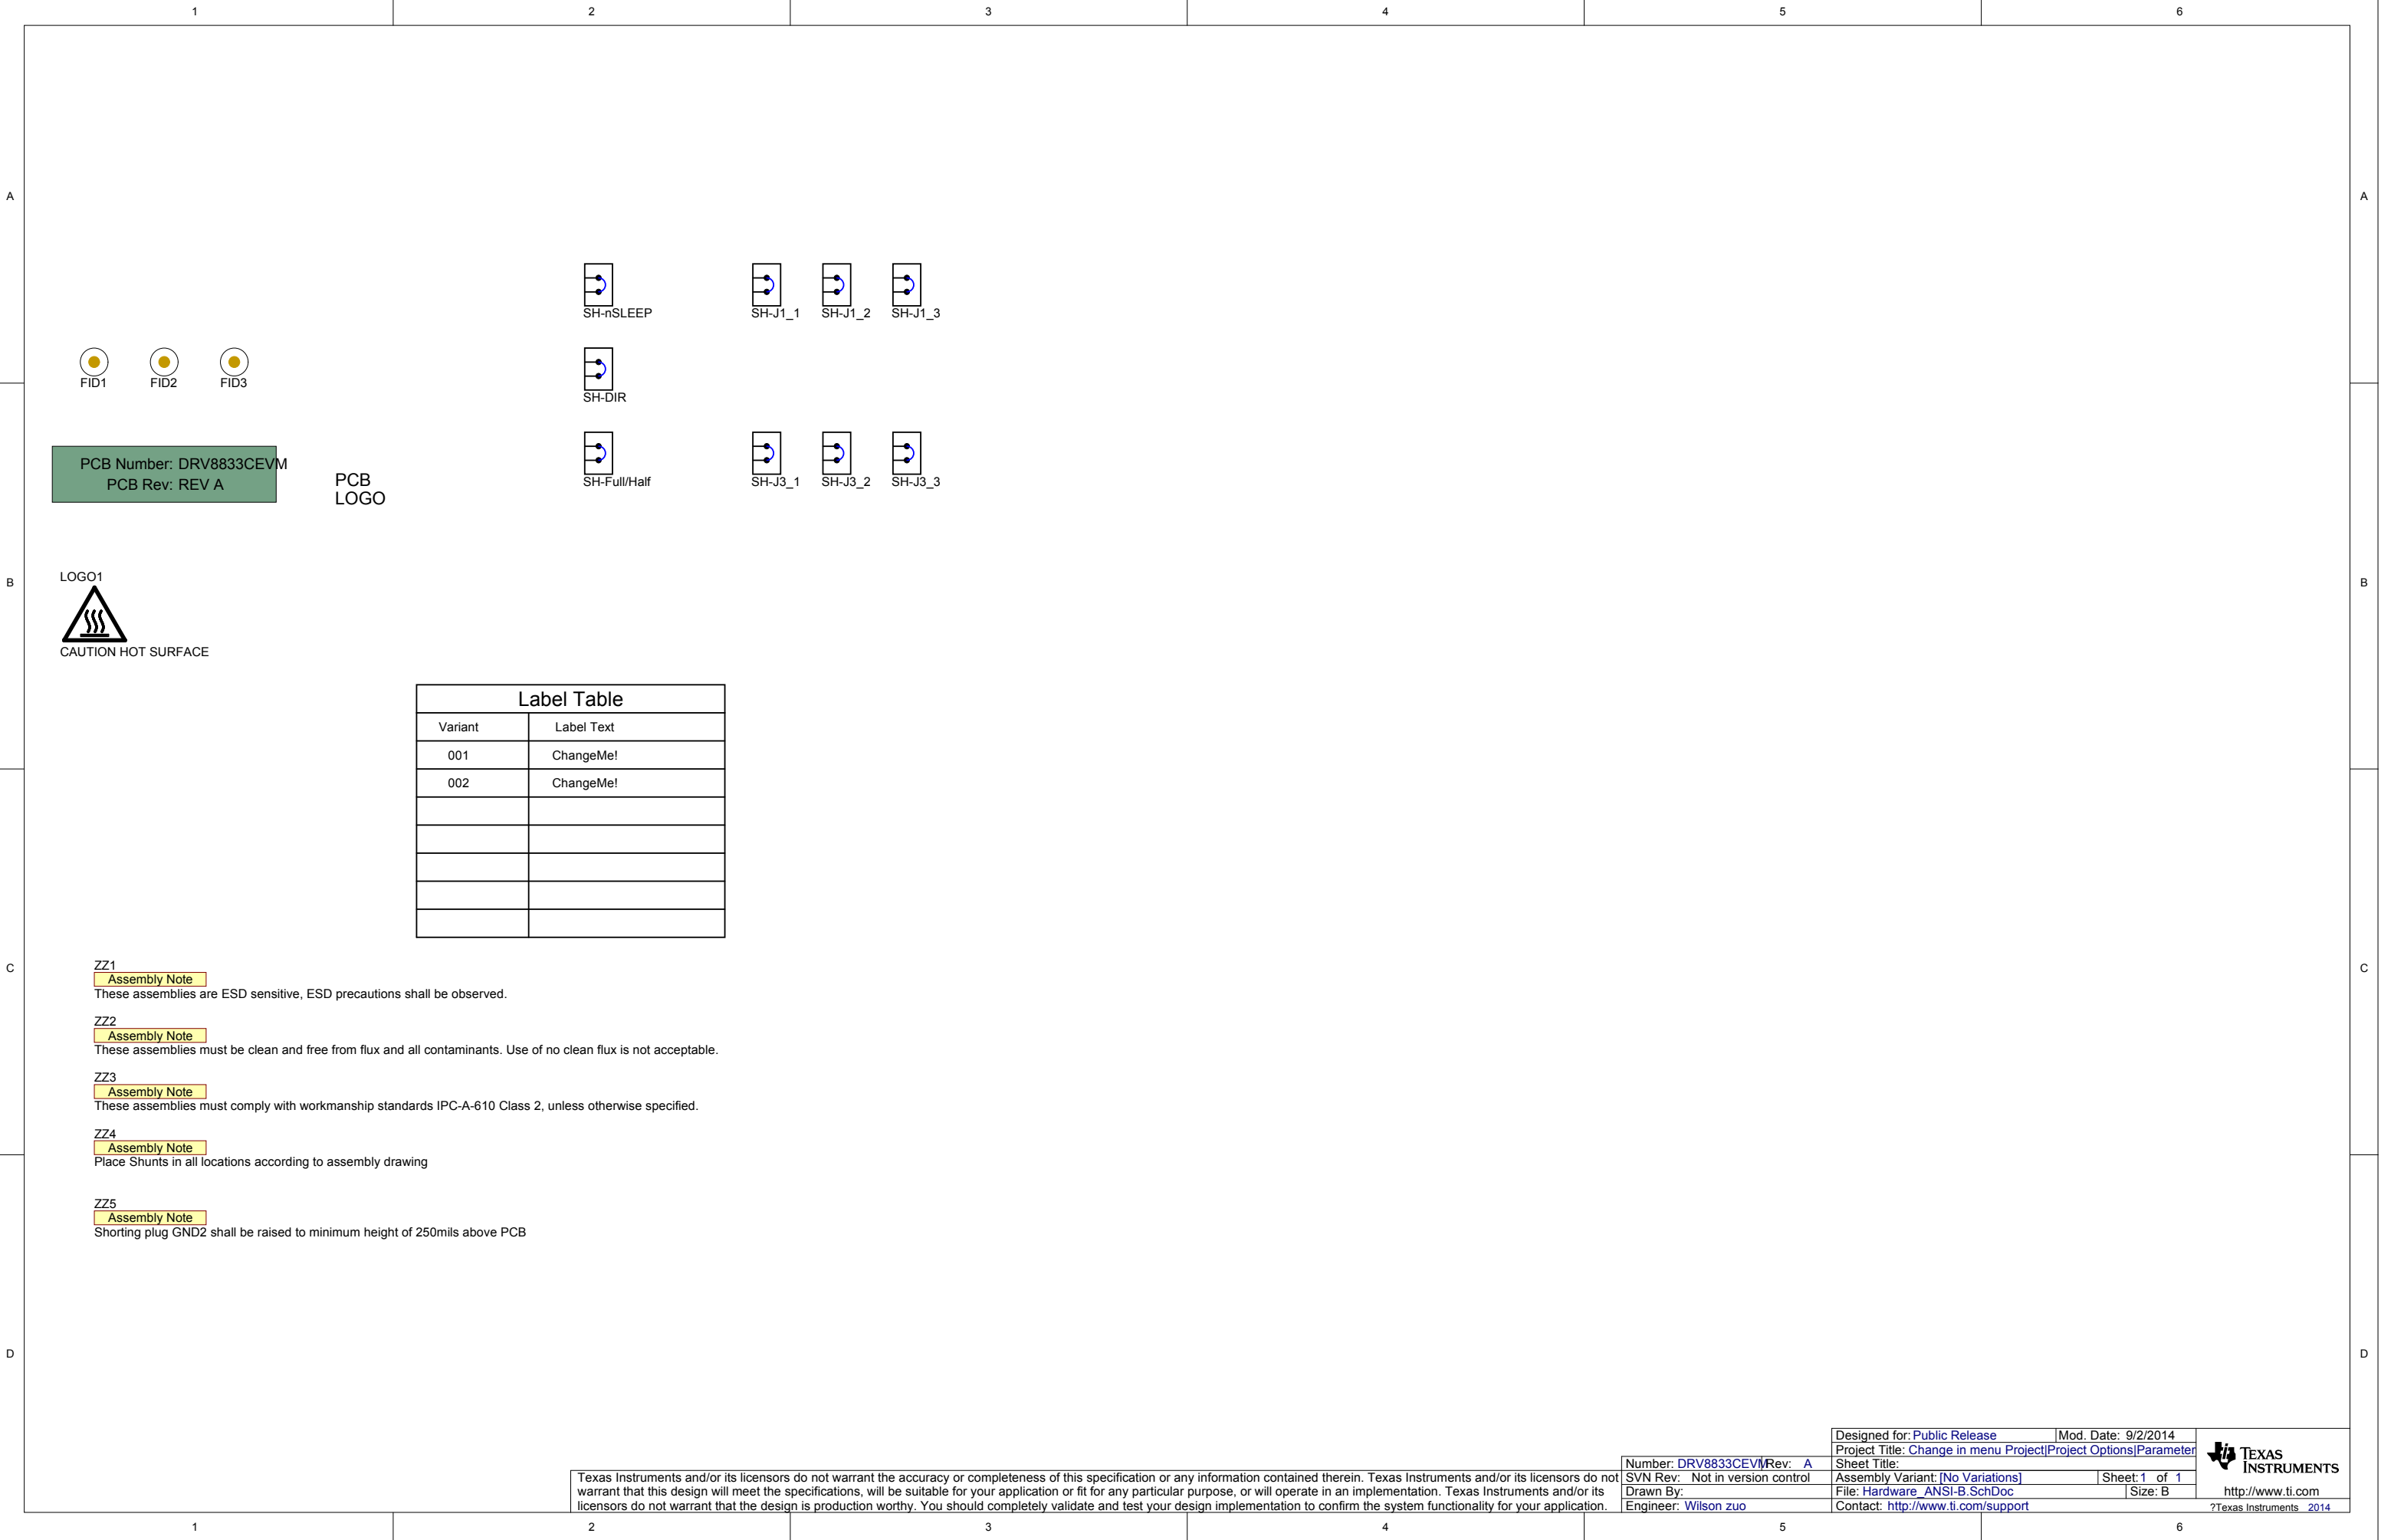 1 2 3 4 5 6
A A
SH-nSLEEP SH-J1_1 SH-J1_2 SH-J1_3
FID1 FID2 FID3
SH-DIR
PCB Number: DRV8833CEVM
PCB Rev: REV A
PCB
LOGO
SH-Full/Half SH-J3_1 SH-J3_2 SH-J3_3
B B
LOGO1
CAUTION HOT SURFACE
Label Table
Variant Label Text
001 ChangeMe!
002 ChangeMe!
C C
ZZ1
Assembly Note
These assemblies are ESD sensitive, ESD precautions shall be observed.
ZZ2
Assembly Note
These assemblies must be clean and free from flux and all contaminants. Use of no clean flux is not acceptable.
ZZ3
Assembly Note
These assemblies must comply with workmanship standards IPC-A-610 Class 2, unless otherwise specified.
ZZ4
Assembly Note
Place Shunts in all locations according to assembly drawing
ZZ5
Assembly Note
Shorting plug GND2 shall be raised to minimum height of 250mils above PCB
D D
Texas Instruments and/or its licensors do not warrant the accuracy or completeness of this specification or any information contained therein. Texas Instruments and/or its licensors do not
warrant that this design will meet the specifications, will be suitable for your application or fit for any particular purpose, or will operate in an implementation. Texas Instruments and/or its
licensors do not warrant that the design is production worthy. You should completely validate and test your design implementation to confirm the system functionality for your application.
Number: DRV8833CEVM Rev: A
SVN Rev: Not in version control
Drawn By:
Engineer: Wilson zuo
Designed for: Public Release Mod. Date: 9/2/2014
Project Title: Change in menu Project|Project Options|Parameter
Sheet Title:
Assembly Variant: [No Variations] Sheet: 1 of 1
File: Hardware_ANSI-B.SchDoc Size: B
Contact: http://www.ti.com/support
TEXAS
INSTRUMENTS
http://www.ti.com
?Texas Instruments 2014
1 2 3 4 5 6